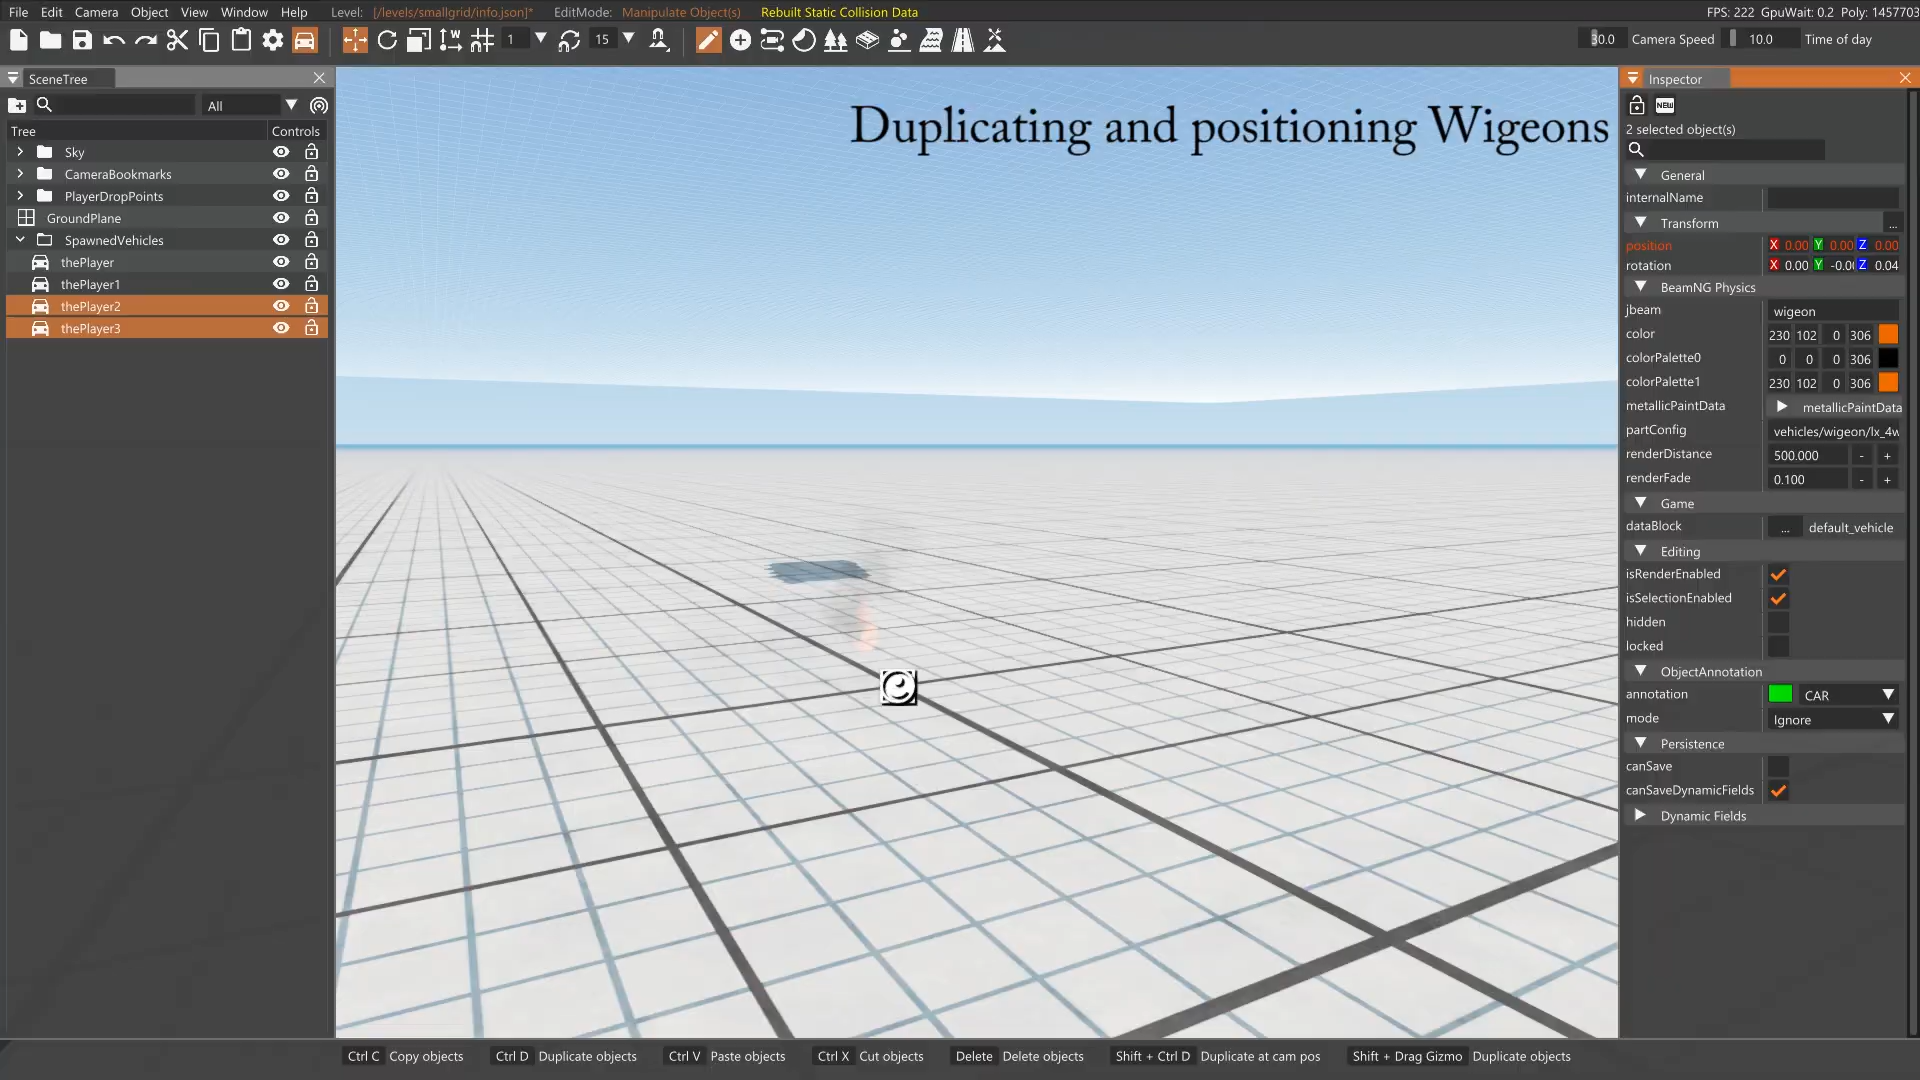 File Edit Camera Object View Window Help Level: [/levels/smallgrid/info.json]* EditMode: Manipulate Object(s) Rebuilt Static Collision Data FPS: 222 GpuWait: 0.2 Poly: 1457703
W 1 15 30.0 Camera Speed 10.0 Time of day
SceneTree
All
Tree Controls
Sky
CameraBookmarks
PlayerDropPoints
GroundPlane
SpawnedVehicles
thePlayer
thePlayer1
thePlayer2
thePlayer3
Duplicating and positioning Wigeons
Inspector
NEW
2 selected object(s)
General
internalName
Transform ...
position X 0.00 Y 0.00 Z 0.00
rotation X 0.00 Y -0.0 Z 0.04
BeamNG Physics
jbeam wigeon
color 230 102 0 306
colorPalette0 0 0 0 306
colorPalette1 230 102 0 306
metallicPaintData metallicPaintData
partConfig vehicles/wigeon/lx_4w
renderDistance 500.000 - +
renderFade 0.100 - +
Game
dataBlock ... default_vehicle
Editing
isRenderEnabled
isSelectionEnabled
hidden
locked
ObjectAnnotation
annotation CAR
mode Ignore
Persistence
canSave
canSaveDynamicFields
Dynamic Fields
Ctrl C Copy objects Ctrl D Duplicate objects Ctrl V Paste objects Ctrl X Cut objects Delete Delete objects Shift + Ctrl D Duplicate at cam pos Shift + Drag Gizmo Duplicate objects